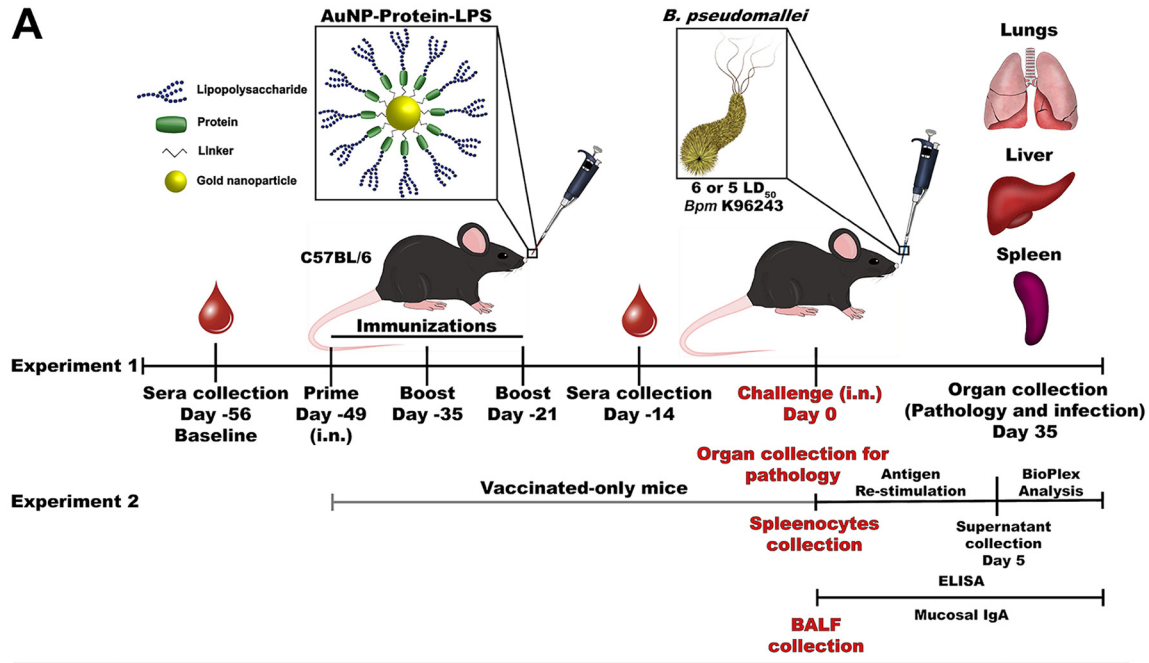 A
AuNP-Protein-LPS
Lipopolysaccharide
Protein
Linker
Gold nanoparticle
B. pseudomallei
6 or 5 LD50
Bpm K96243
Lungs
Liver
Spleen
C57BL/6
Immunizations
Experiment 1
Sera collection
Day -56
Baseline
Prime
Day -49
(i.n.)
Boost
Day -35
Boost
Day -21
Sera collection
Day -14
Challenge (i.n.)
Day 0
Organ collection
(Pathology and infection)
Day 35
Organ collection for
pathology
Experiment 2
Vaccinated-only mice
Antigen
Re-stimulation
BioPlex
Analysis
Spleenocytes
collection
Supernatant
collection
Day 5
ELISA
Mucosal IgA
BALF
collection